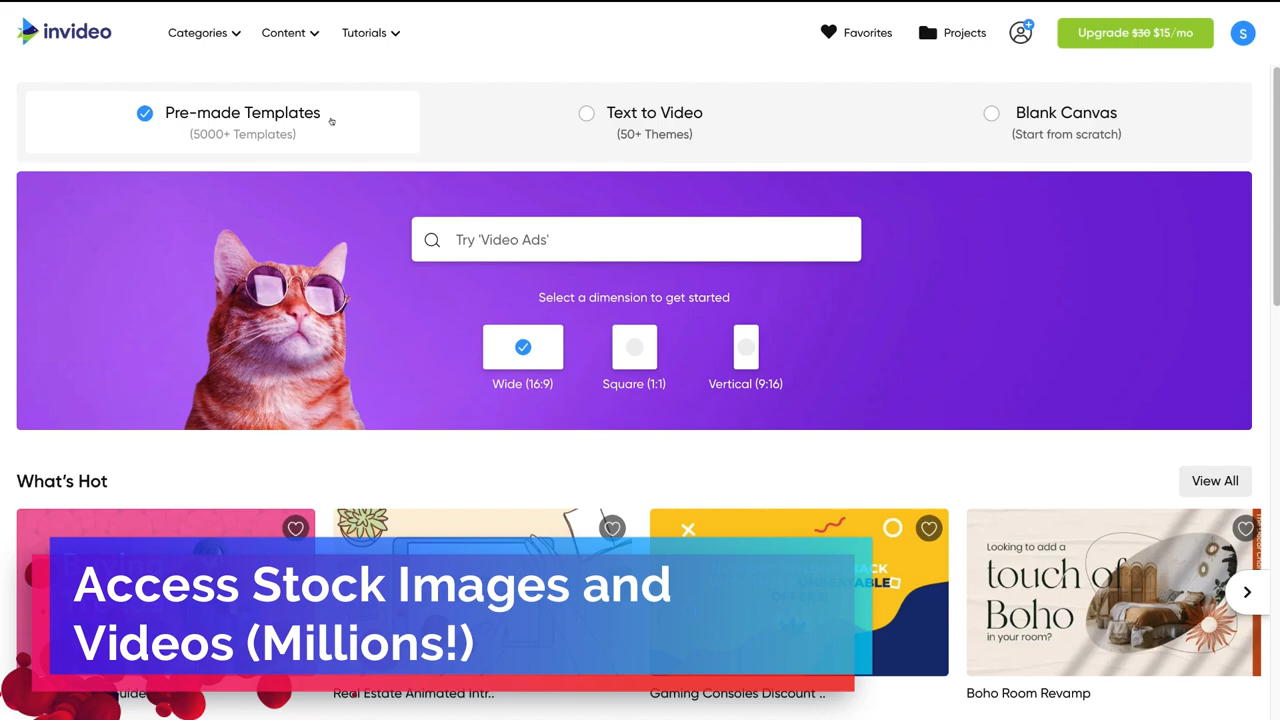 invideo
Categories
Content
Tutorials
Favorites
Projects
Upgrade $30 $15/mo
S
Pre-made Templates
(5000+ Templates)
Text to Video
(50+ Themes)
Blank Canvas
(Start from scratch)
Try 'Video Ads'
Select a dimension to get started
Wide (16:9)
Square (1:1)
Vertical (9:16)
What's Hot
View All
Looking to add a
touch of
Boho
in your room?
Access Stock Images and
Videos (Millions!)
Real Estate Animated Intr..
Gaming Consoles Discount ..
Boho Room Revamp